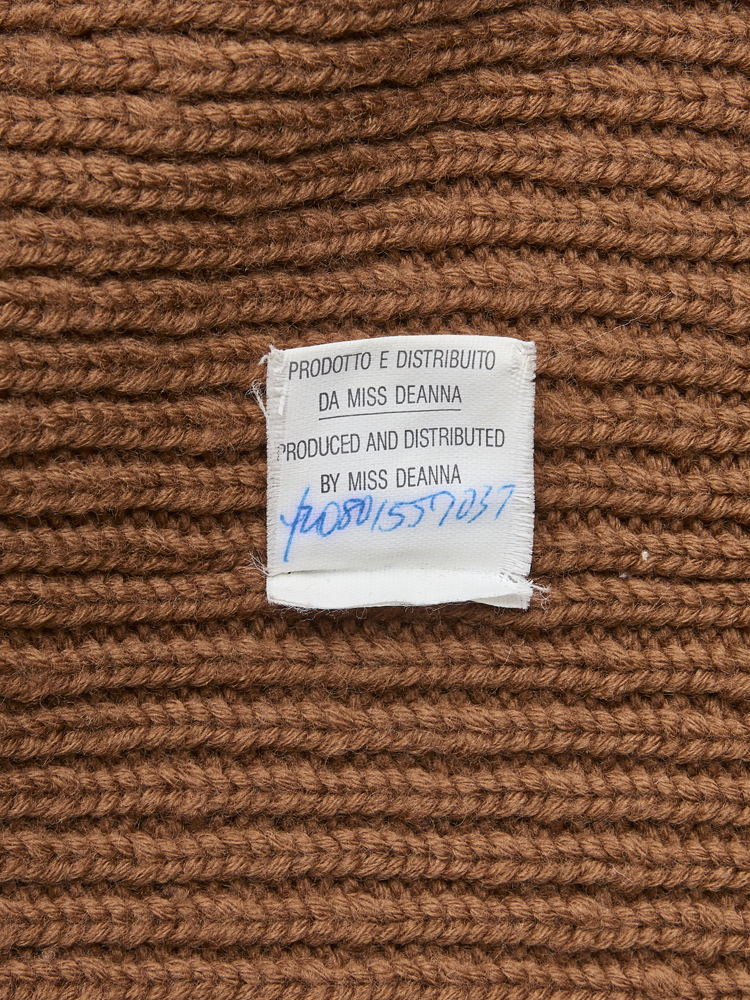 PRODOTTO E DISTRIBUITO
DA MISS DEANNA
PRODUCED AND DISTRIBUTED
BY MISS DEANNA